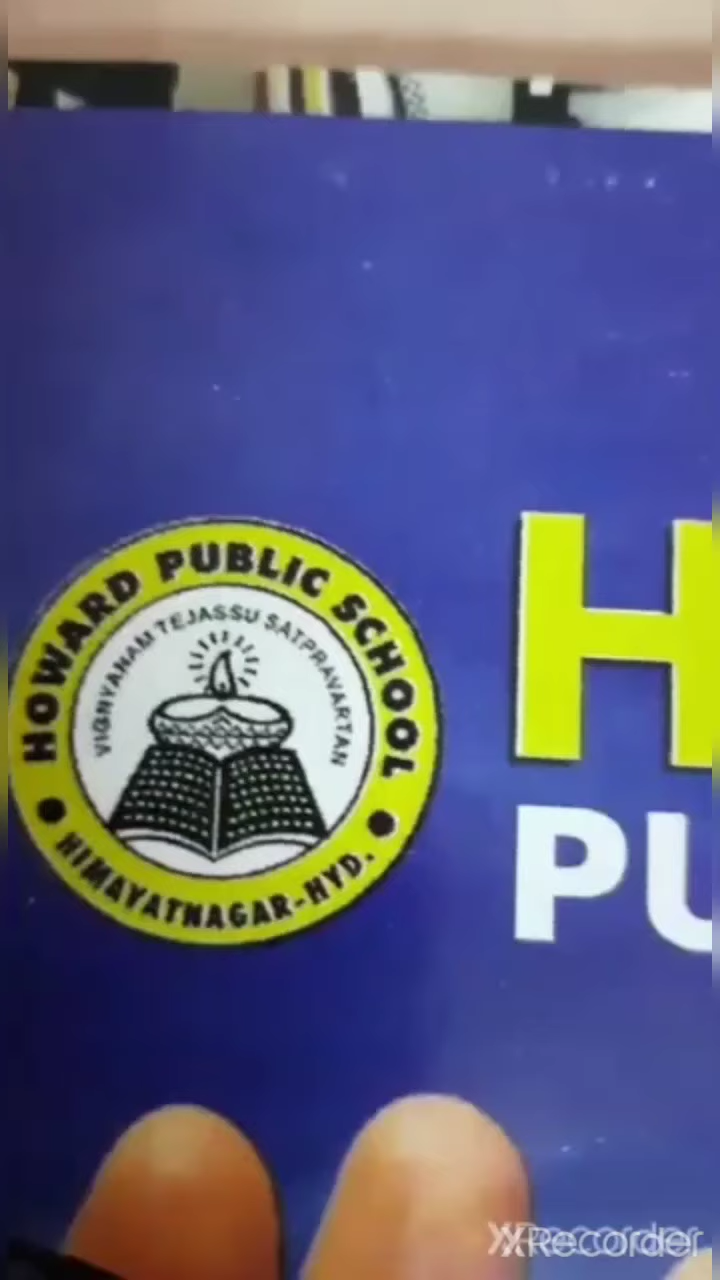 HOWARD PUBLIC SCHOOL
VIGNYANAM TEJASSU SATPRAVARTAN
HIMAYATNAGAR-HYD.
H
PU
XRecorder